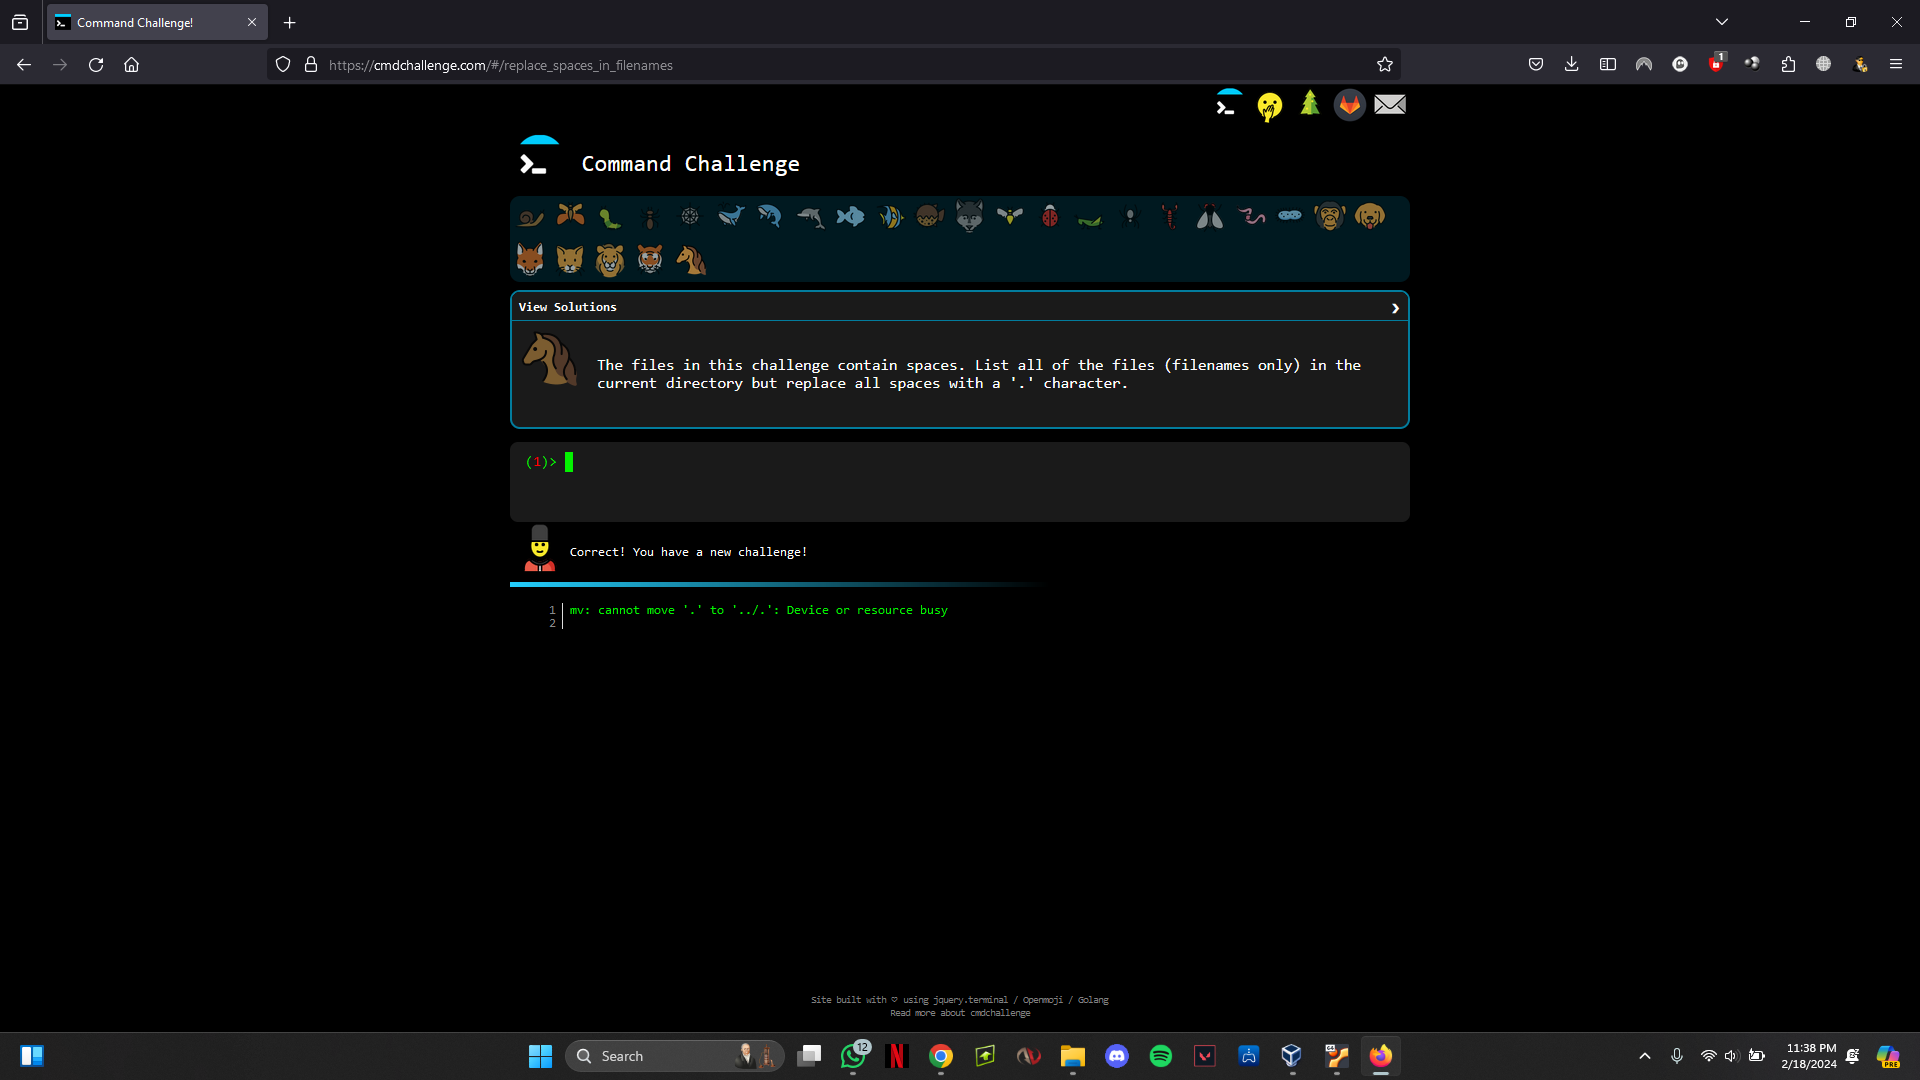 Command Challenge!
https://cmdchallenge.com/#/replace_spaces_in_filenames
1
Command Challenge
View Solutions
The files in this challenge contain spaces. List all of the files (filenames only) in the
current directory but replace all spaces with a '.' character.
(1)>
Correct! You have a new challenge!
1 mv: cannot move '.' to '../.': Device or resource busy
2
Site built with ♡ using jquery.terminal / Openmoji / Golang
Read more about cmdchallenge
Search
12
11:38 PM
2/18/2024
PRE